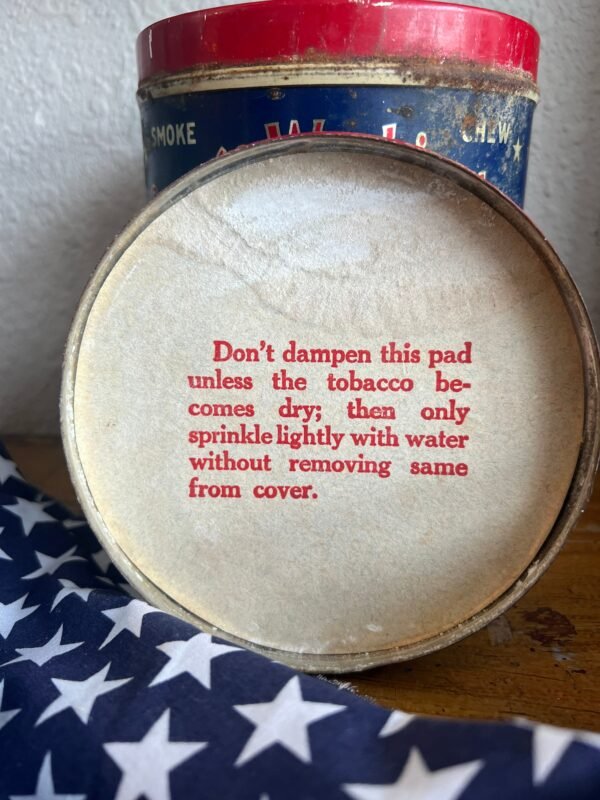 SMOKE CHEW
Don't dampen this pad
unless the tobacco be-
comes dry; then only
sprinkle lightly with water
without removing same
from cover.